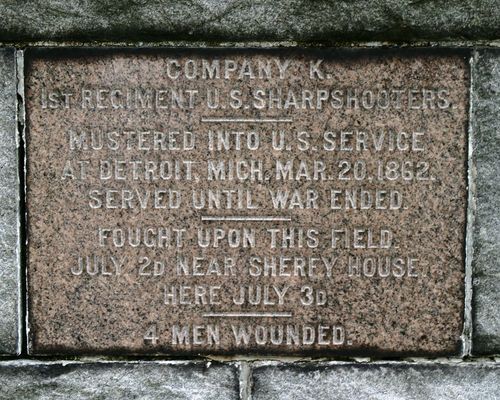 COMPANY K.
1ST REGIMENT U.S. SHARPSHOOTERS.
MUSTERED INTO U.S. SERVICE
AT DETROIT, MICH. MAR. 20. 1862.
SERVED UNTIL WAR ENDED.
FOUGHT UPON THIS FIELD.
JULY 2D NEAR SHERFY HOUSE.
HERE JULY 3D.
4 MEN WOUNDED.